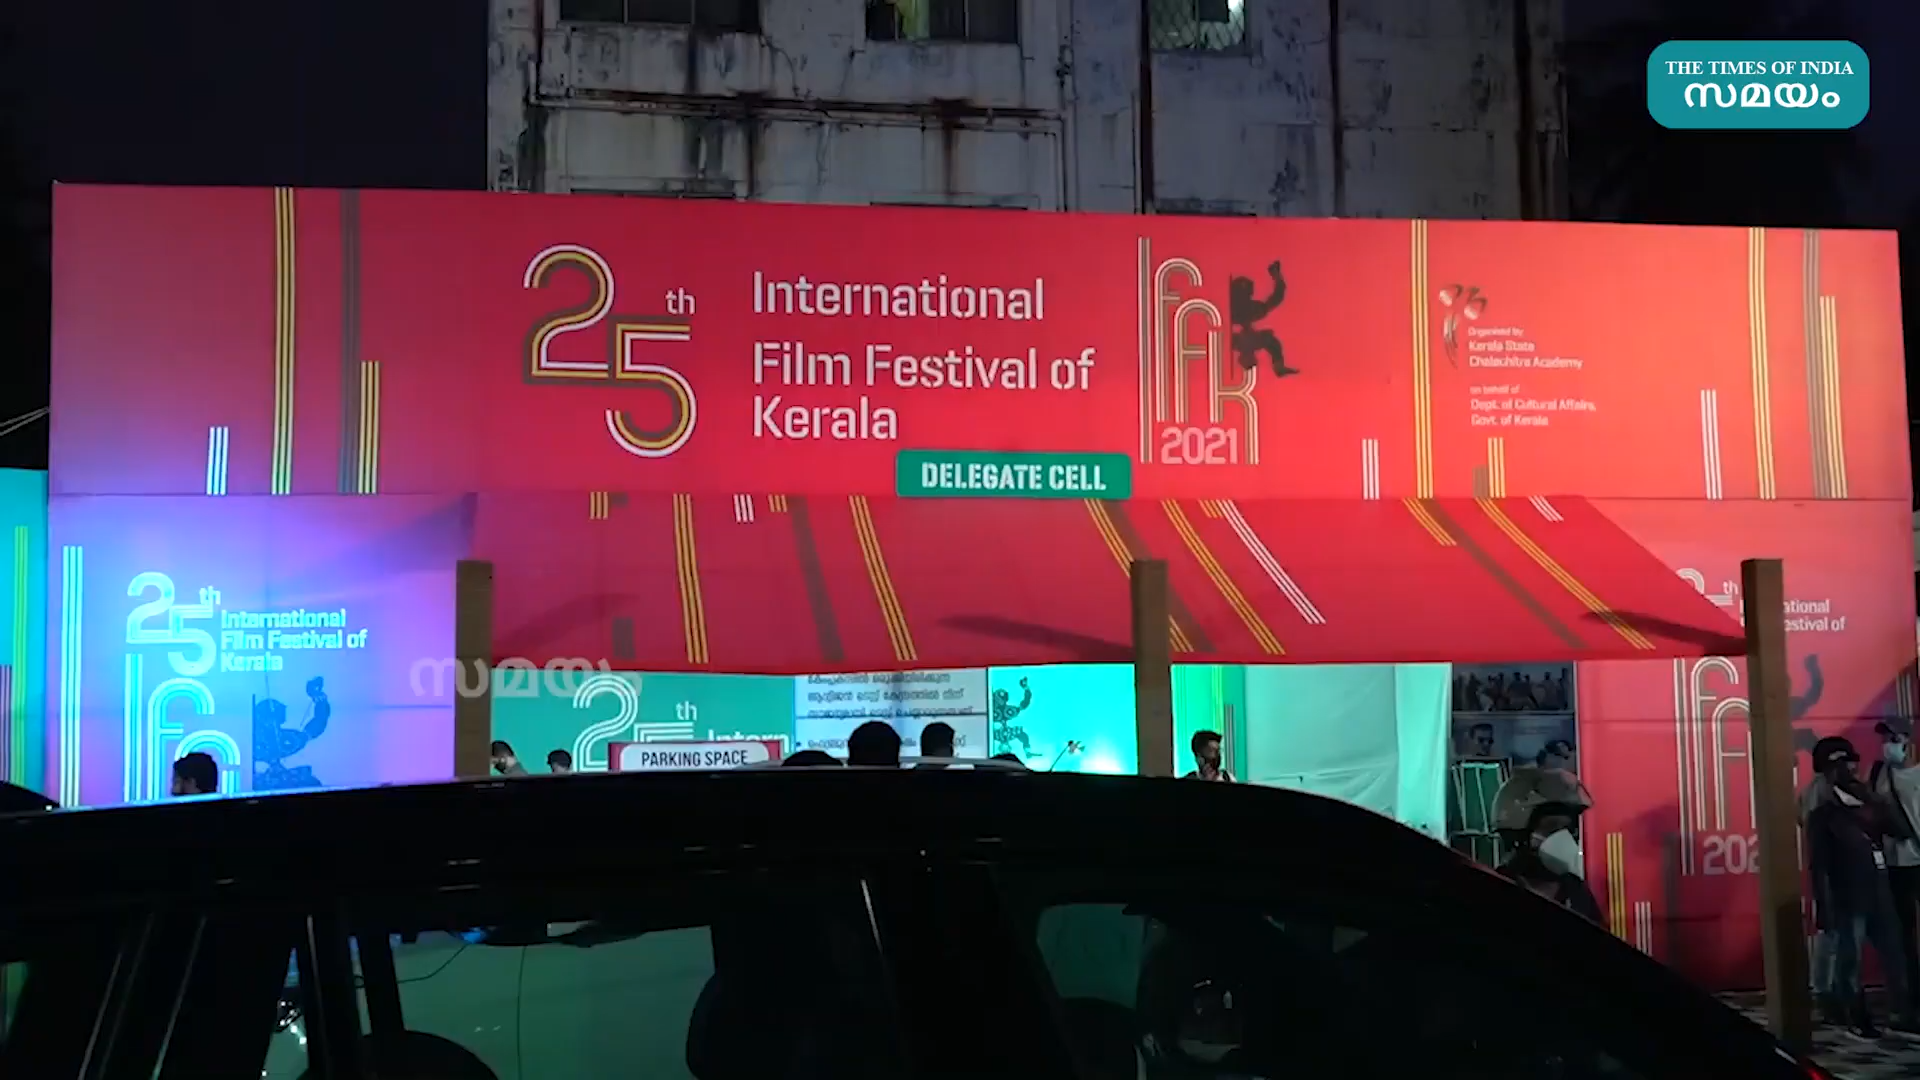 THE TIMES OF INDIA
സമയം
25th
International
Film Festival of
Kerala
iffk
2021
Organised by
Kerala State
Chalachitra Academy
on behalf of
Dept. of Cultural Affairs,
Govt. of Kerala
DELEGATE CELL
25th
International
Film Festival of
Kerala
സമയം
25th
PARKING SPACE
th
2021